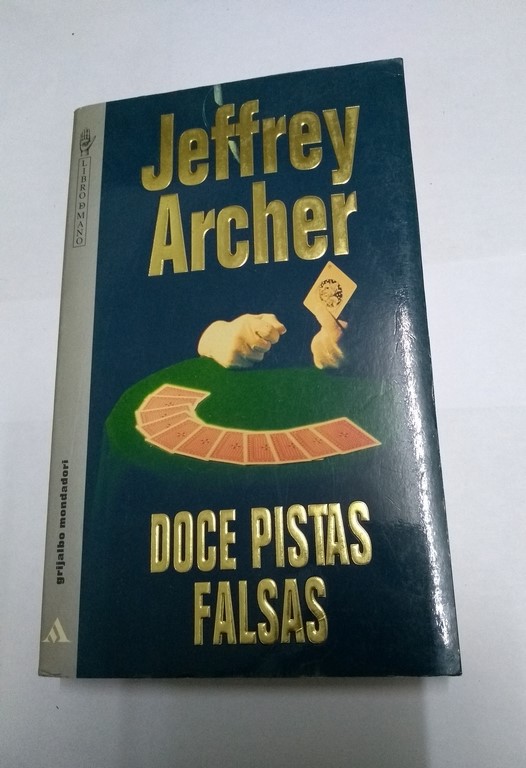 Jeffrey
Archer
DOCE PISTAS
FALSAS
LIBRO DE MANO
grijalbo mondadori